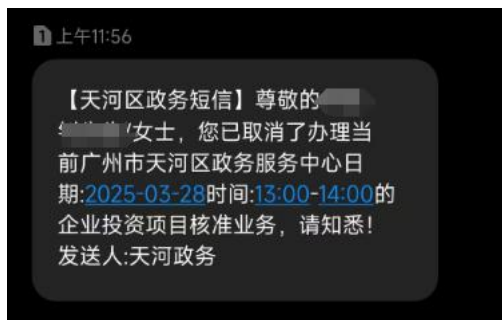 1 上午11:56
【天河区政务短信】尊敬的
/女士，您已取消了办理当
前广州市天河区政务服务中心日
期:2025-03-28时间:13:00-14:00的
企业投资项目核准业务，请知悉！
发送人:天河政务